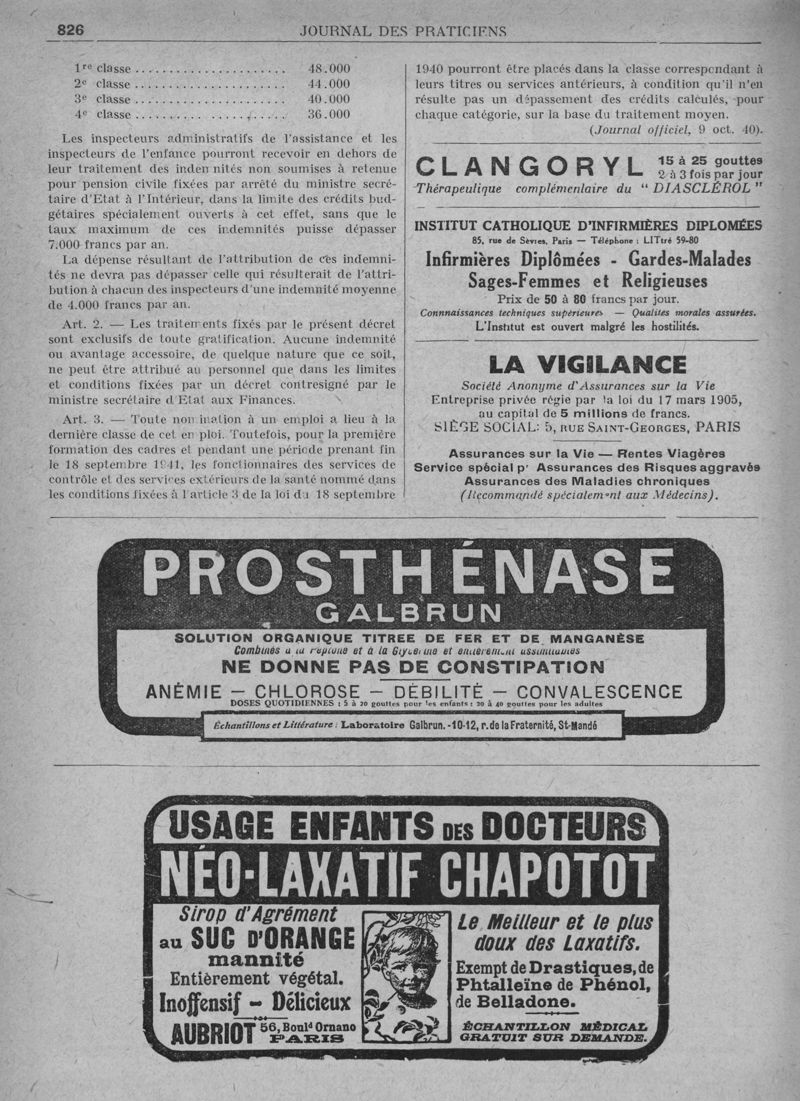 826
JOURNAL DES PRATICIENS
1re classe ...................... 48.000
2e classe ...................... 44.000
3e classe ...................... 40.000
4e classe ...................... 36.000
Les inspecteurs administratifs de l'assistance et les
inspecteurs de l'enfance pourront recevoir en dehors de
leur traitement des indemnités non soumises à retenue
pour pension civile fixées par arrêté du ministre secré-
taire d'Etat à l'Intérieur, dans la limite des crédits bud-
gétaires spécialement ouverts à cet effet, sans que le
taux maximum de ces indemnités puisse dépasser
7.000 francs par an.
La dépense résultant de l'attribution de ces indemni-
tés ne devra pas dépasser celle qui résulterait de l'attri-
bution à chacun des inspecteurs d'une indemnité moyenne
de 4.000 francs par an.
Art. 2. — Les traitements fixés par le présent décret
sont exclusifs de toute gratification. Aucune indemnité
ou avantage accessoire, de quelque nature que ce soit,
ne peut être attribué au personnel que dans les limites
et conditions fixées par un décret contresigné par le
ministre secrétaire d'Etat aux Finances.
Art. 3. — Toute nomination à un emploi a lieu à la
dernière classe de cet emploi. Toutefois, pour la première
formation des cadres et pendant une période prenant fin
le 18 septembre 1941, les fonctionnaires des services de
contrôle et des services extérieurs de la santé nommé dans
les conditions fixées à l'article 3 de la loi du 18 septembre
1940 pourront être placés dans la classe correspondant à
leurs titres ou services antérieurs, à condition qu'il n'en
résulte pas un dépassement des crédits calculés, pour
chaque catégorie, sur la base du traitement moyen.
(Journal officiel, 9 oct. 40).
CLANGORYL 15 à 25 gouttes
2 à 3 fois par jour
Thérapeutique complémentaire du " DIASCLÉROL "
INSTITUT CATHOLIQUE D'INFIRMIÈRES DIPLOMÉES
85, rue de Sèvres, Paris — Téléphone : LITtré 59-80
Infirmières Diplômées - Gardes-Malades
Sages-Femmes et Religieuses
Prix de 50 à 80 francs par jour.
Connnaissances techniques supérieures — Qualités morales assurées.
L'Institut est ouvert malgré les hostilités.
LA VIGILANCE
Société Anonyme d'Assurances sur la Vie
Entreprise privée régie par la loi du 17 mars 1905,
au capital de 5 millions de francs.
SIÈGE SOCIAL: 5, RUE SAINT-GEORGES, PARIS
Assurances sur la Vie — Rentes Viagères
Service spécial pr Assurances des Risques aggravés
Assurances des Maladies chroniques
(Recommandé spécialement aux Médecins).
PROSTHÉNASE
GALBRUN
SOLUTION ORGANIQUE TITREE DE FER ET DE MANGANÈSE
Combinés à la Peptone et à la Glycérine et entièrement assimilables
NE DONNE PAS DE CONSTIPATION
ANÉMIE — CHLOROSE — DÉBILITÉ — CONVALESCENCE
DOSES QUOTIDIENNES : 5 à 20 gouttes pour les enfants : 20 à 40 gouttes pour les adultes
Échantillons et Littérature : Laboratoire Galbrun. -10-12, r. de la Fraternité, St-Mandé
USAGE ENFANTS DES DOCTEURS
NÉO-LAXATIF CHAPOTOT
Sirop d'Agrément
au SUC D'ORANGE
mannité
Entièrement végétal.
Inoffensif - Délicieux
AUBRIOT 56, Bould Ornano
PARIS
Le Meilleur et le plus
doux des Laxatifs.
Exempt de Drastiques, de
Phtalleïne de Phénol,
de Belladone.
ÉCHANTILLON MÉDICAL
GRATUIT SUR DEMANDE.